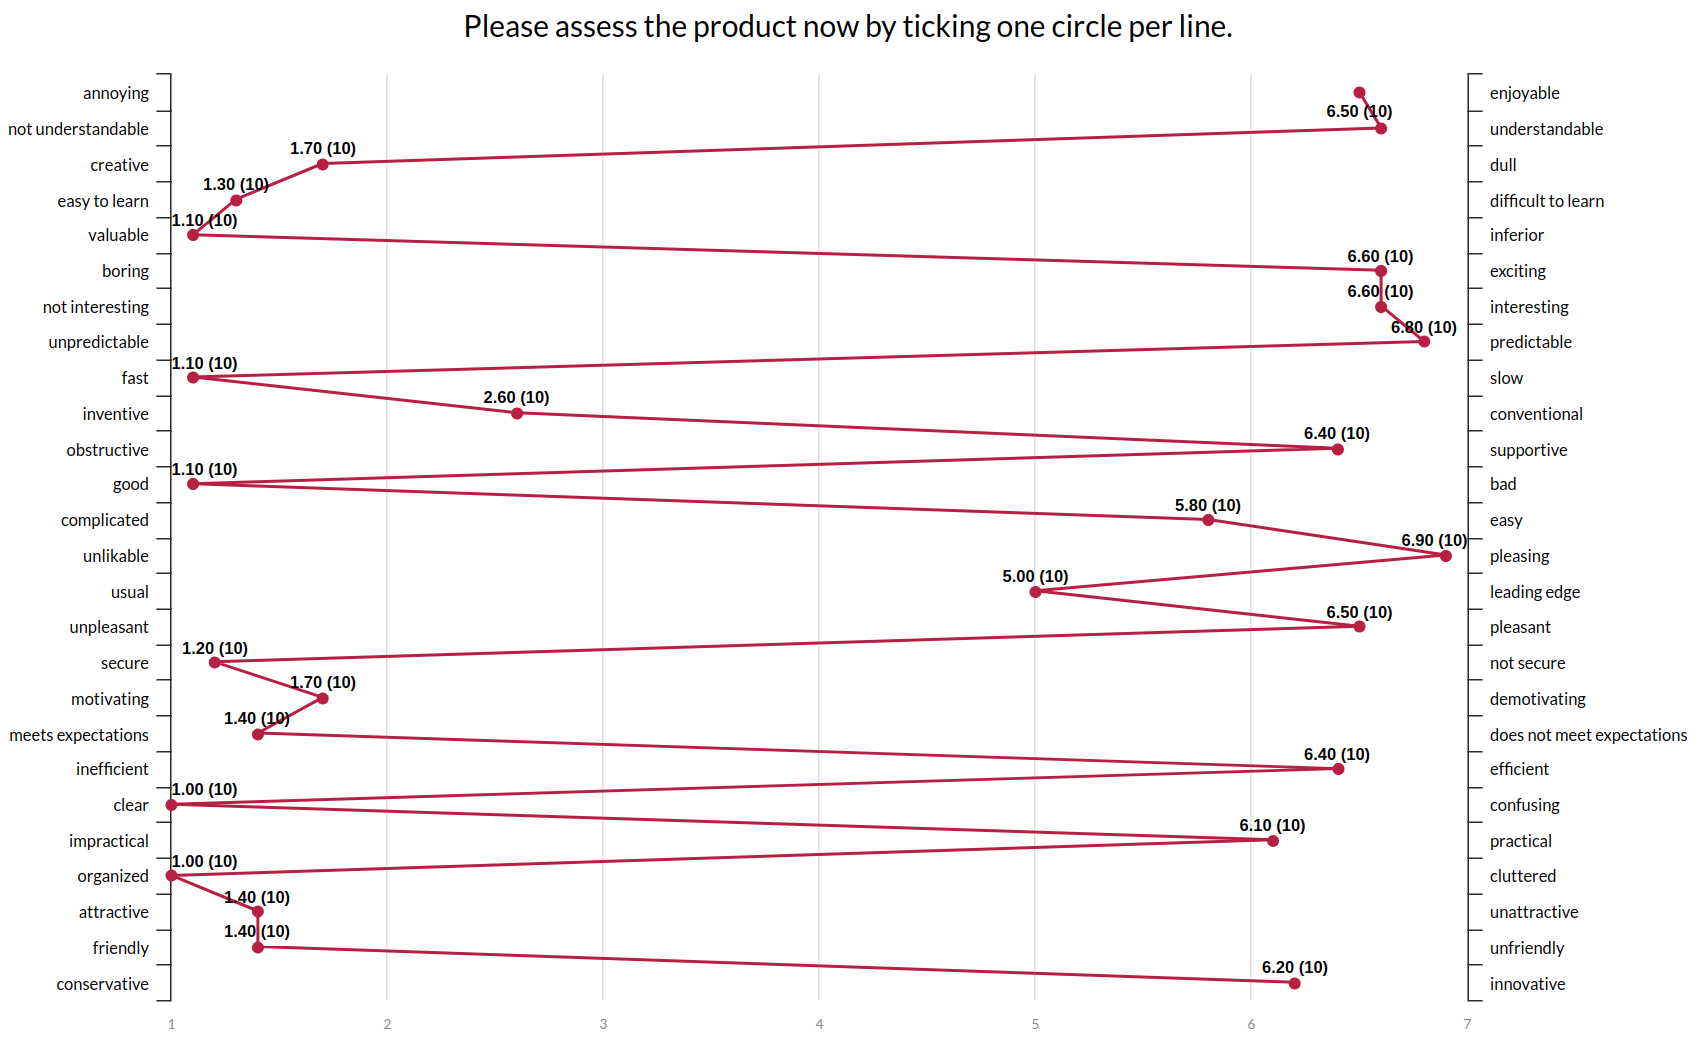 Please assess the product now by ticking one circle per line.
annoying enjoyable
6.50 (10)
not understandable understandable
1.70 (10)
creative dull
1.30 (10)
easy to learn difficult to learn
1.10 (10)
valuable inferior
6.60 (10)
boring exciting
6.60 (10)
not interesting interesting
6.80 (10)
unpredictable predictable
1.10 (10)
fast slow
2.60 (10)
inventive conventional
6.40 (10)
obstructive supportive
1.10 (10)
good bad
5.80 (10)
complicated easy
6.90 (10)
unlikable pleasing
5.00 (10)
usual leading edge
6.50 (10)
unpleasant pleasant
1.20 (10)
secure not secure
1.70 (10)
motivating demotivating
1.40 (10)
meets expectations does not meet expectations
6.40 (10)
inefficient efficient
1.00 (10)
clear confusing
6.10 (10)
impractical practical
1.00 (10)
organized cluttered
1.40 (10)
attractive unattractive
1.40 (10)
friendly unfriendly
6.20 (10)
conservative innovative
1 2 3 4 5 6 7